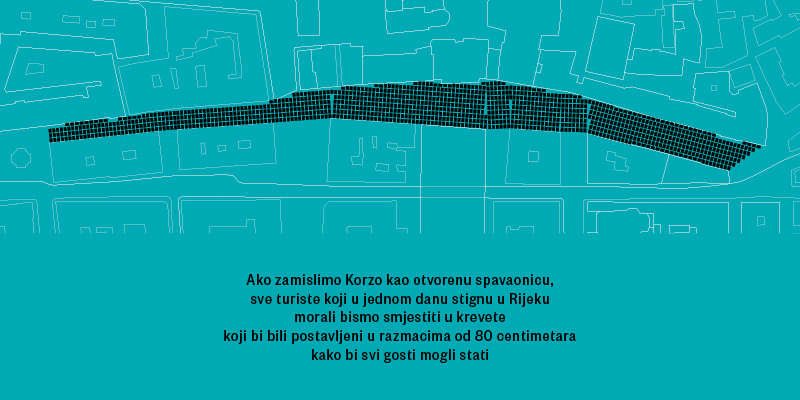 Ako zamislimo Korzo kao otvorenu spavaonicu,
sve turiste koji u jednom danu stignu u Rijeku
morali bismo smjestiti u krevete
koji bi bili postavljeni u razmacima od 80 centimetara
kako bi svi gosti mogli stati